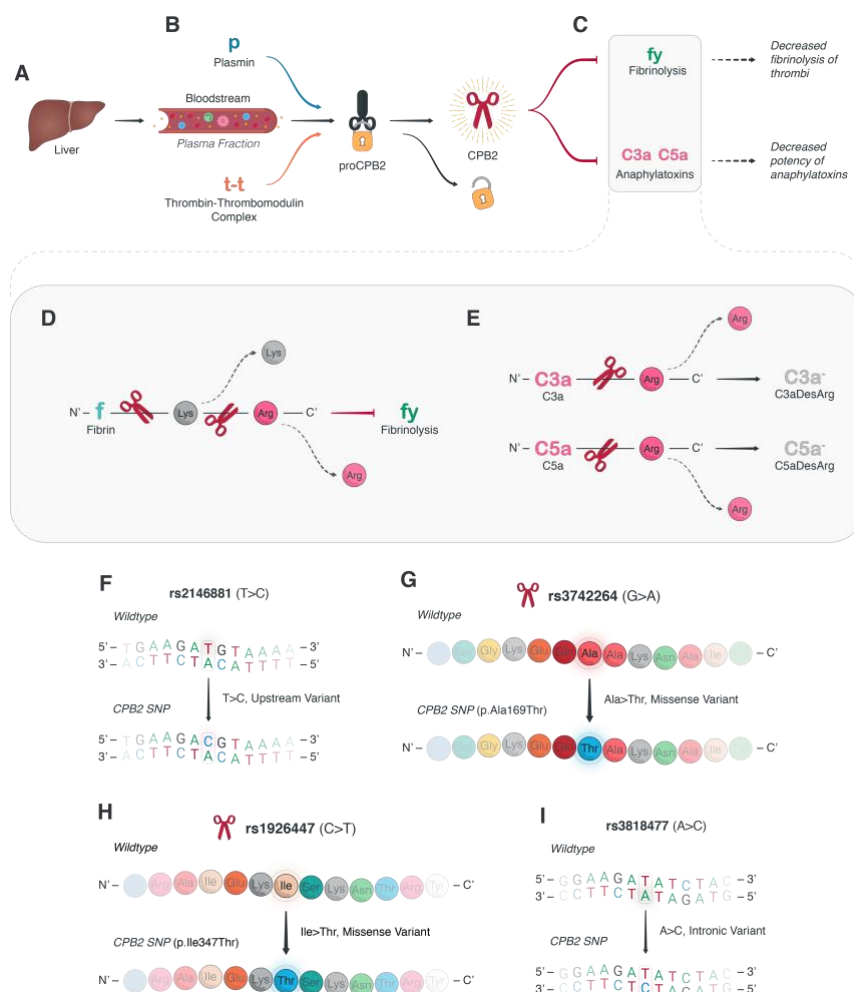 A
Liver
B
p
Plasmin
Bloodstream
Plasma Fraction
t-t
Thrombin-Thrombomodulin
Complex
proCPB2
CPB2
C
fy
Fibrinolysis
C3a C5a
Anaphylatoxins
Decreased
fibrinolysis of
thrombi
Decreased
potency of
anaphylatoxins
D
N' – f Lys Arg – C' fy
Fibrin
Fibrinolysis
Lys
Arg
E
Arg
N' – C3a Arg – C' C3a-
C3a
C3aDesArg
N' – C5a Arg – C' C5a-
C5a
C5aDesArg
Arg
F
rs2146881 (T>C)
Wildtype
5' – T G A A G A T G T A A A A – 3'
3' – A C T T C T A C A T T T T – 5'
T>C, Upstream Variant
CPB2 SNP
5' – T G A A G A C G T A A A A – 3'
3' – A C T T C T A C A T T T T – 5'
G
rs3742264 (G>A)
Wildtype
N' – Ser Gly Lys Glu Gln Ala Ala Lys Asn Ala Ile – C'
Ala>Thr, Missense Variant
CPB2 SNP (p.Ala169Thr)
N' – Ser Gly Lys Glu Thr Ala Lys Asn Ala Ile – C'
H
rs1926447 (C>T)
Wildtype
N' – Arg Ala Ile Glu Lys Ile Ser Lys Asn Thr Arg Tyr – C'
Ile>Thr, Missense Variant
CPB2 SNP (p.Ile347Thr)
N' – Arg Ala Ile Glu Lys Thr Ser Lys Asn Thr Arg Tyr – C'
I
rs3818477 (A>C)
Wildtype
5' – G G A A G A T A T C T A C – 3'
3' – C C T T C T A T A G A T G – 5'
A>C, Intronic Variant
CPB2 SNP
5' – G G A A G A T A T C T A C – 3'